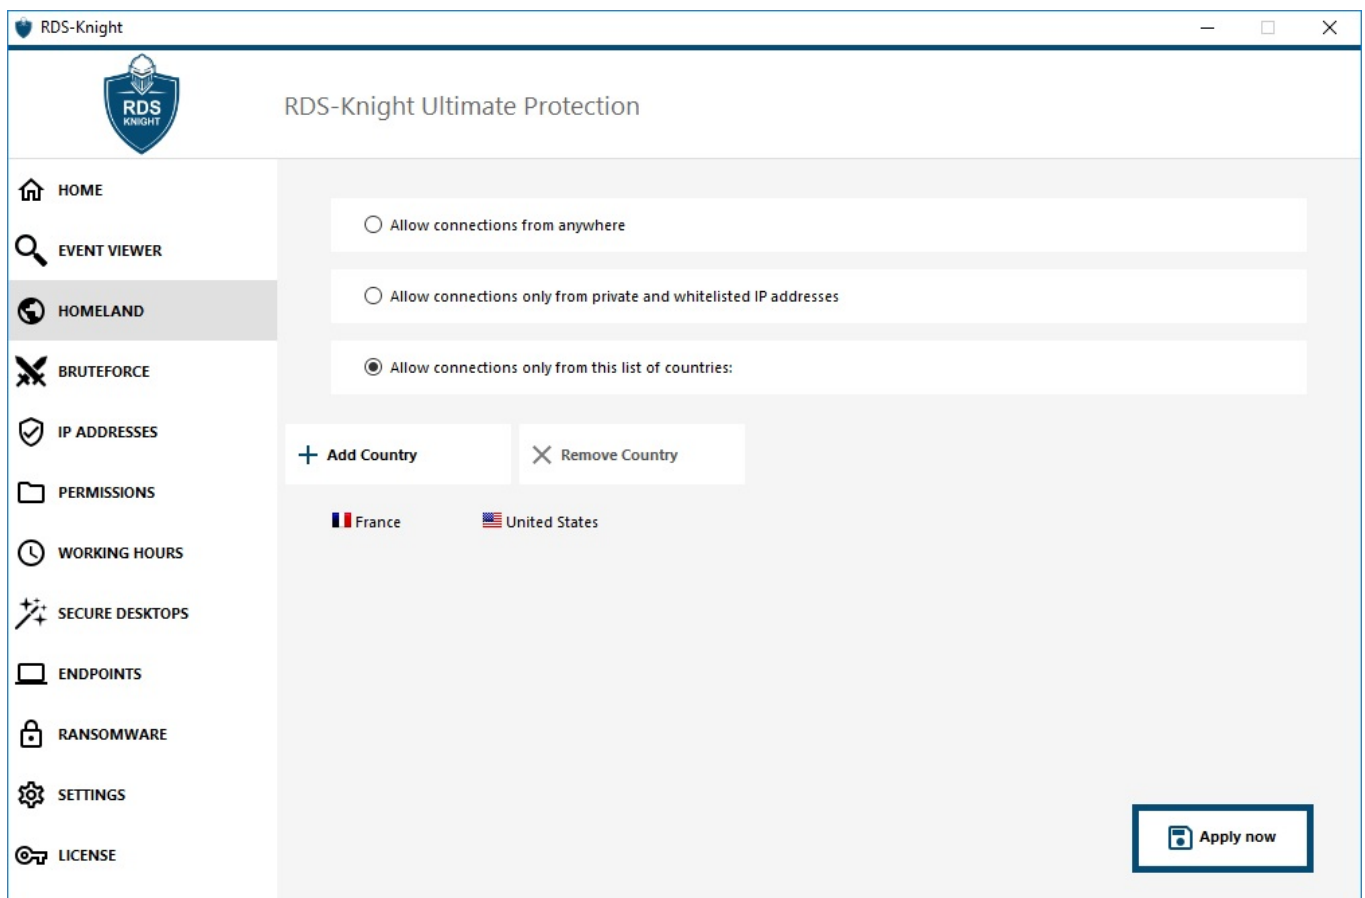 RDS-Knight
RDS
KNIGHT
RDS-Knight Ultimate Protection
HOME
EVENT VIEWER
HOMELAND
BRUTEFORCE
IP ADDRESSES
PERMISSIONS
WORKING HOURS
SECURE DESKTOPS
ENDPOINTS
RANSOMWARE
SETTINGS
LICENSE
Allow connections from anywhere
Allow connections only from private and whitelisted IP addresses
Allow connections only from this list of countries:
Add Country
Remove Country
France
United States
Apply now